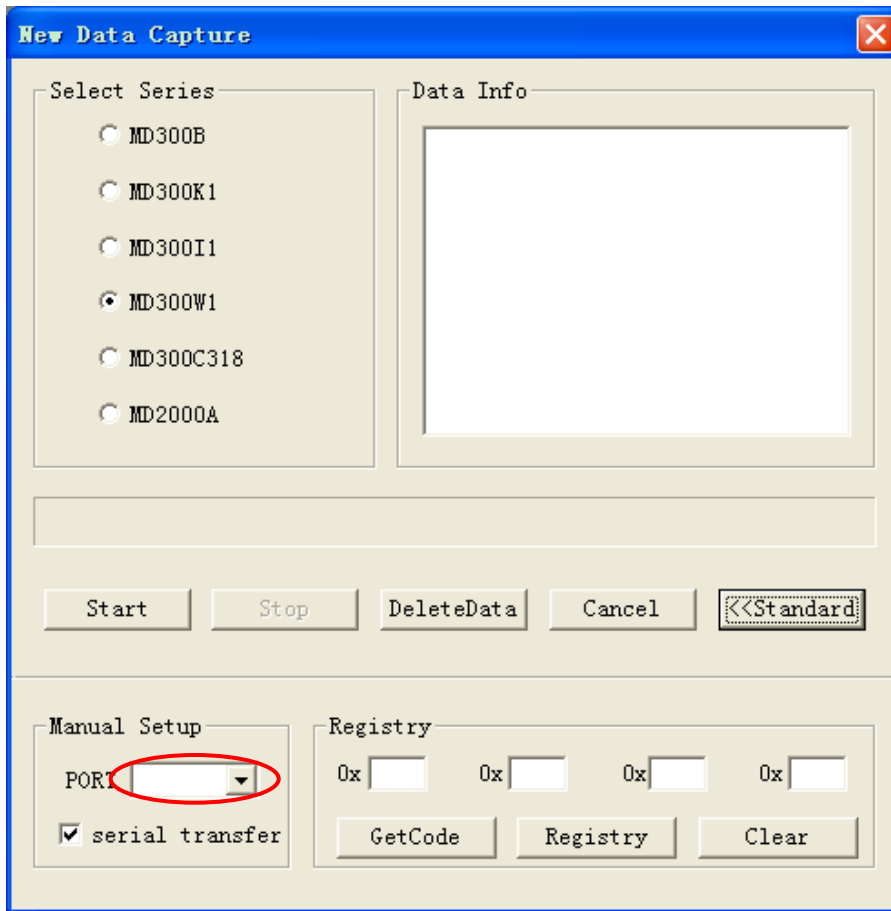 New Data Capture
Select Series
Data Info
MD300B
MD300K1
MD300I1
MD300W1
MD300C318
MD2000A
Start
Stop
DeleteData
Cancel
<<Standard
Manual Setup
Registry
PORT
0x
0x
0x
0x
serial transfer
GetCode
Registry
Clear